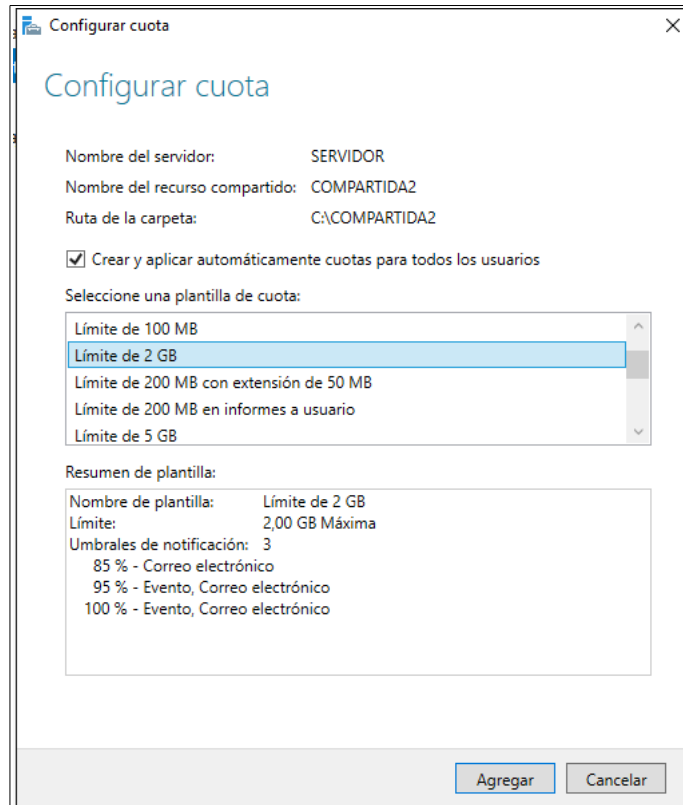 Configurar cuota
Configurar cuota
Nombre del servidor: SERVIDOR
Nombre del recurso compartido: COMPARTIDA2
Ruta de la carpeta: C:\COMPARTIDA2
Crear y aplicar automáticamente cuotas para todos los usuarios
Seleccione una plantilla de cuota:
Límite de 100 MB
Límite de 2 GB
Límite de 200 MB con extensión de 50 MB
Límite de 200 MB en informes a usuario
Límite de 5 GB
Resumen de plantilla:
Nombre de plantilla: Límite de 2 GB
Límite: 2,00 GB Máxima
Umbrales de notificación: 3
85 % - Correo electrónico
95 % - Evento, Correo electrónico
100 % - Evento, Correo electrónico
Agregar Cancelar